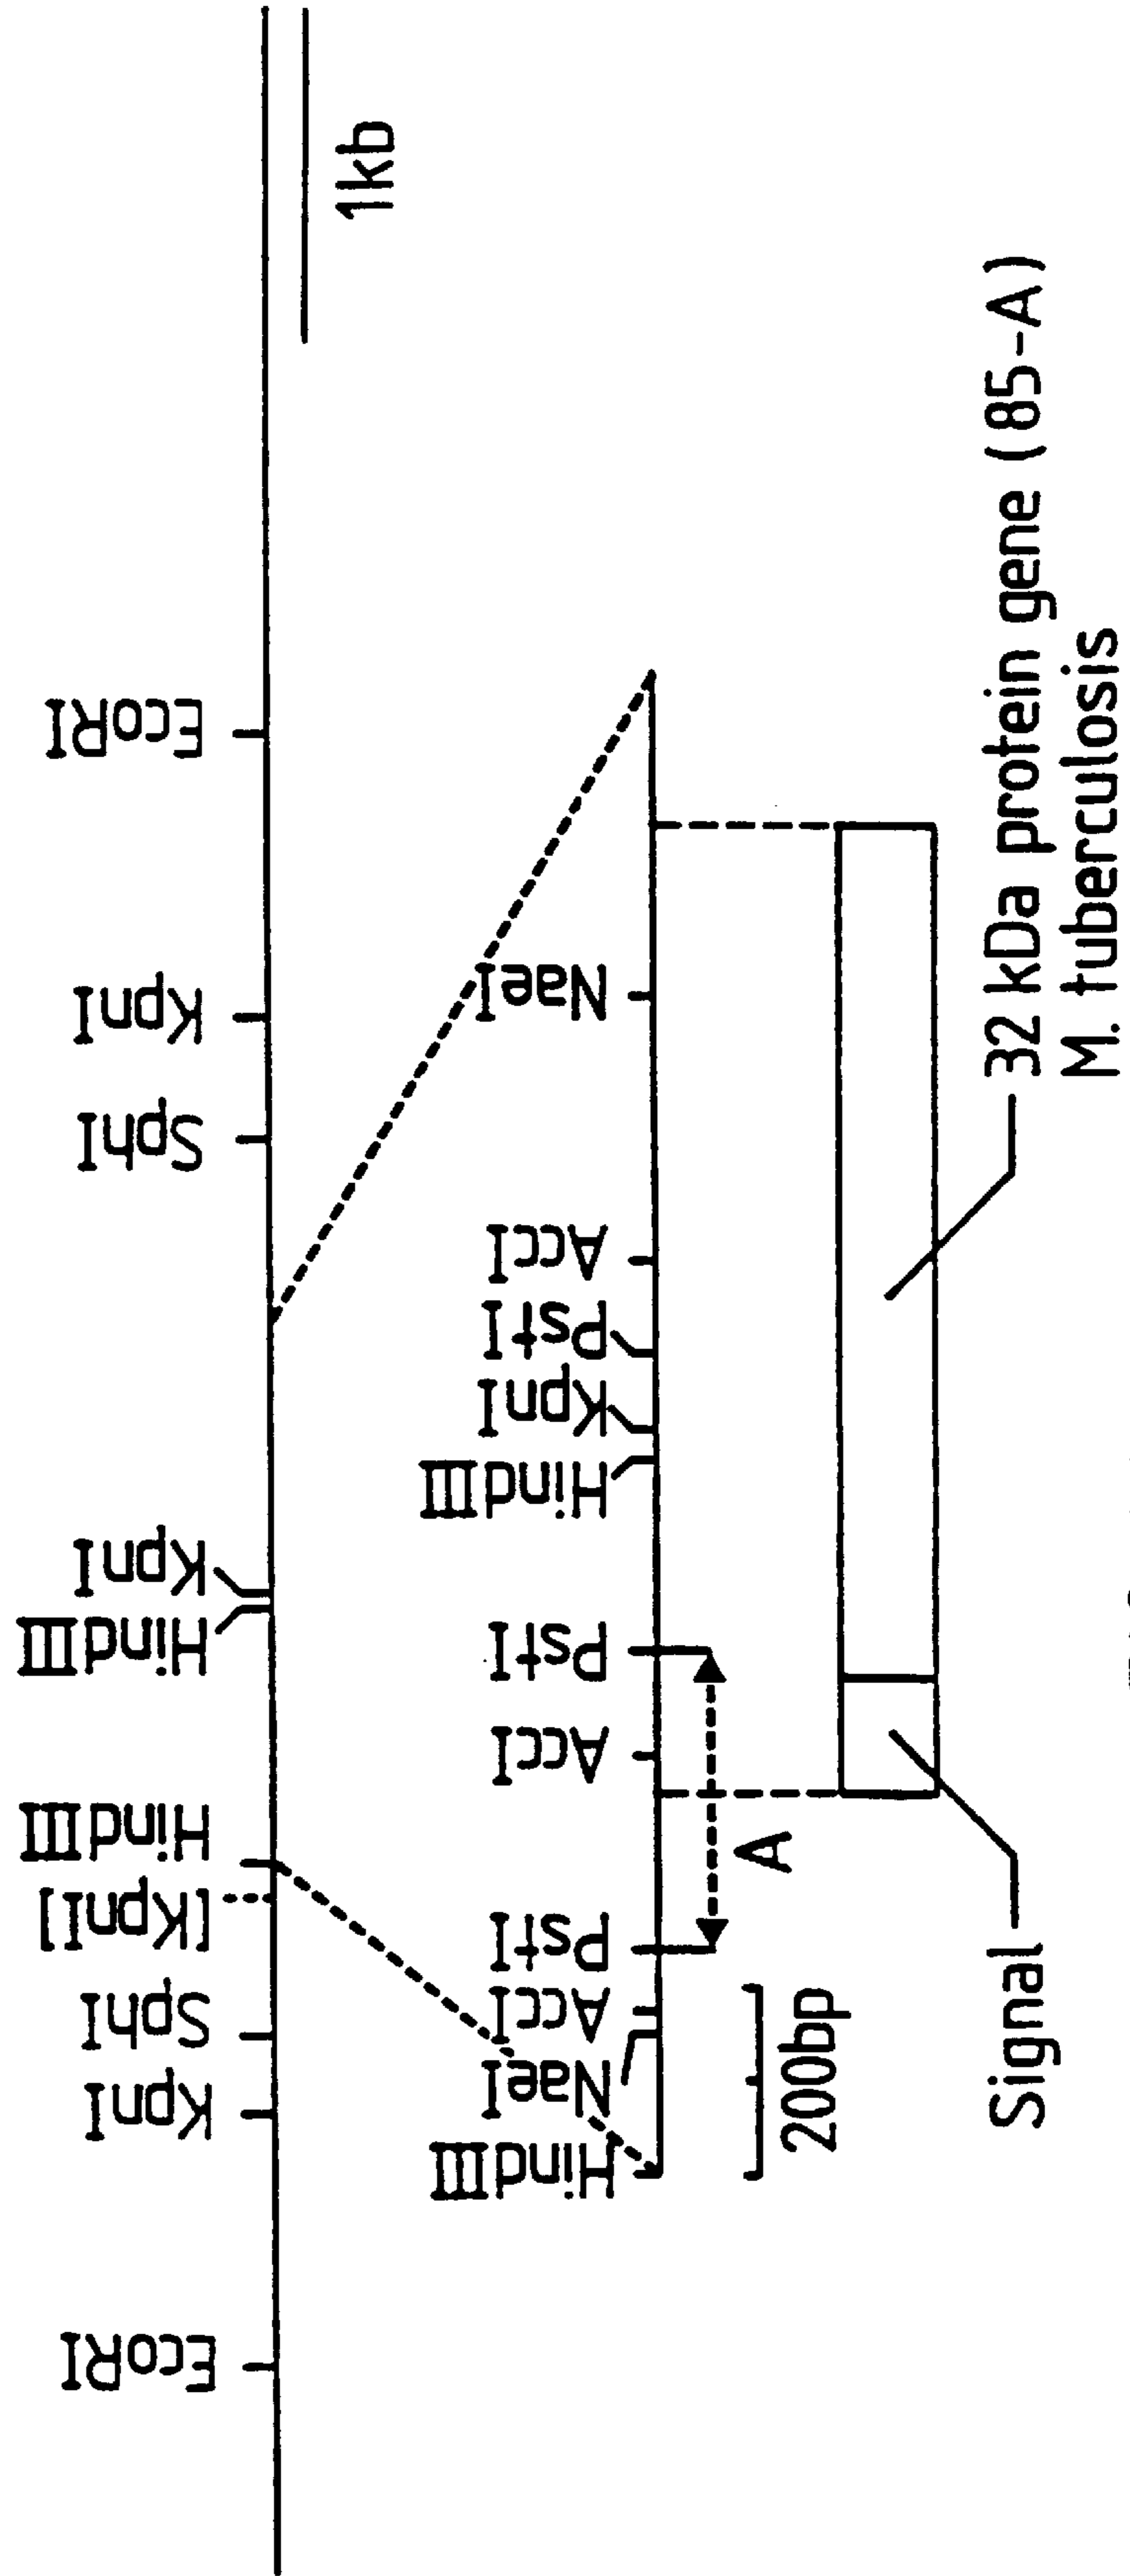 EcoRI
KpnI
SphI
[KpnI]
HindIII
HindIII
KpnI
SphI
KpnI
EcoRI
1kb
HindIII
NaeI
AccI
PstI
AccI
PstI
HindIII
KpnI
PstI
AccI
NaeI
200bp
A
Signal
32 kDa protein gene (85-A)
M. tuberculosis